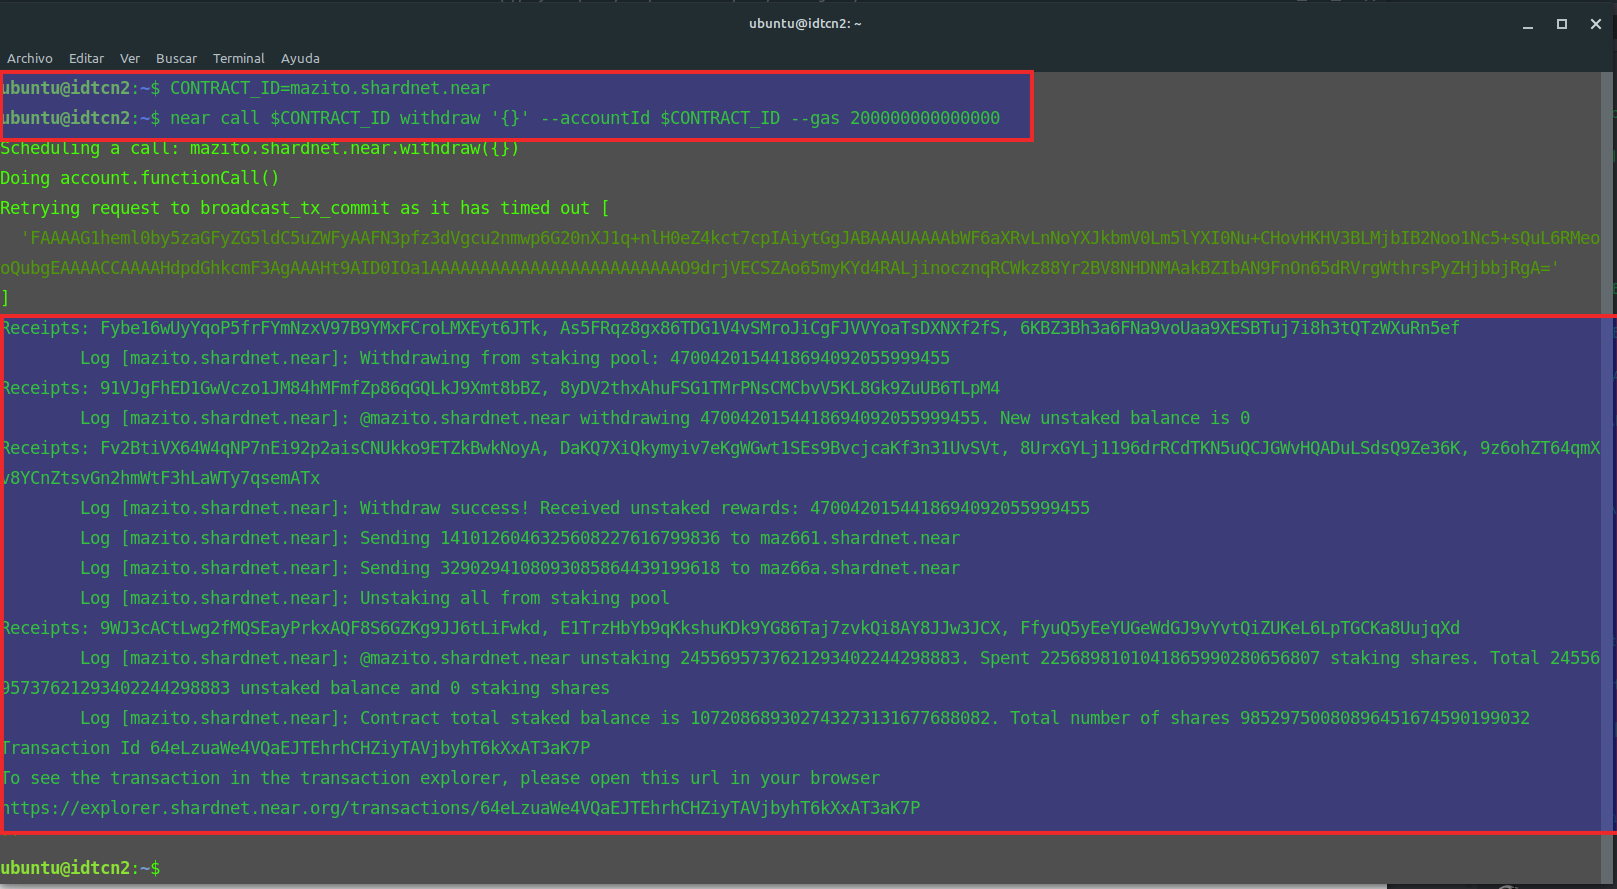 ubuntu@idtcn2: ~
Archivo Editar Ver Buscar Terminal Ayuda
ubuntu@idtcn2:~$ CONTRACT_ID=mazito.shardnet.near
ubuntu@idtcn2:~$ near call $CONTRACT_ID withdraw '{}' --accountId $CONTRACT_ID --gas 200000000000000
Scheduling a call: mazito.shardnet.near.withdraw({})
Doing account.functionCall()
Retrying request to broadcast_tx_commit as it has timed out [
'FAAAAG1heml0by5zaGFyZG5ldC5uZWFyAAFN3pfz3dVgcu2nmwp6G20nXJ1q+nlH0eZ4kct7cpIAiytGgJABAAAUAAAAbWF6aXRvLnNoYXJkbmV0Lm5lYXI0Nu+CHovHKHV3BLMjbIB2Noo1Nc5+sQuL6RMeo
oQubgEAAAACCAAAAHdpdGhkcmF3AgAAAHt9AID0IOa1AAAAAAAAAAAAAAAAAAAAAAAAAO9drjVECSZAo65myKYd4RALjinocznqRCWkz88Yr2BV8NHDNMAakBZIbAN9FnOn65dRVrgWthrsPyZHjbbjRgA='
]
Receipts: Fybe16wUyYqoP5frFYmNzxV97B9YMxFCroLMXEyt6JTk, As5FRqz8gx86TDG1V4vSMroJiCgFJVVYoaTsDXNXf2fS, 6KBZ3Bh3a6FNa9voUaa9XESBTuj7i8h3tQTzWXuRn5ef
Log [mazito.shardnet.near]: Withdrawing from staking pool: 4700420154418694092055999455
Receipts: 91VJgFhED1GwVczo1JM84hMFmfZp86qGQLkJ9Xmt8bBZ, 8yDV2thxAhuFSG1TMrPNsCMCbvV5KL8Gk9ZuUB6TLpM4
Log [mazito.shardnet.near]: @mazito.shardnet.near withdrawing 4700420154418694092055999455. New unstaked balance is 0
Receipts: Fv2BtiVX64W4qNP7nEi92p2aisCNUkko9ETZkBwkNoyA, DaKQ7XiQkymyiv7eKgWGwt1SEs9BvcjcaKf3n31UvSVt, 8UrxGYLj1196drRCdTKN5uQCJGWvHQADuLSdsQ9Ze36K, 9z6ohZT64qmX
v8YCnZtsvGn2hmWtF3hLaWTy7qsemATx
Log [mazito.shardnet.near]: Withdraw success! Received unstaked rewards: 4700420154418694092055999455
Log [mazito.shardnet.near]: Sending 1410126046325608227616799836 to maz661.shardnet.near
Log [mazito.shardnet.near]: Sending 3290294108093085864439199618 to maz66a.shardnet.near
Log [mazito.shardnet.near]: Unstaking all from staking pool
Receipts: 9WJ3cACtLwg2fMQSEayPrkxAQF8S6GZKg9JJ6tLiFwkd, E1TrzHbYb9qKkshuKDk9YG86Taj7zvkQi8AY8JJw3JCX, FfyuQ5yEeYUGeWdGJ9vYvtQiZUKeL6LpTGCKa8UujqXd
Log [mazito.shardnet.near]: @mazito.shardnet.near unstaking 2455695737621293402244298883. Spent 2256898101041865990280656807 staking shares. Total 24556
95737621293402244298883 unstaked balance and 0 staking shares
Log [mazito.shardnet.near]: Contract total staked balance is 107208689302743273131677688082. Total number of shares 98529750080896451674590199032
Transaction Id 64eLzuaWe4VQaEJTEhrhCHZiyTAVjbyhT6kXxAT3aK7P
To see the transaction in the transaction explorer, please open this url in your browser
https://explorer.shardnet.near.org/transactions/64eLzuaWe4VQaEJTEhrhCHZiyTAVjbyhT6kXxAT3aK7P
ubuntu@idtcn2:~$